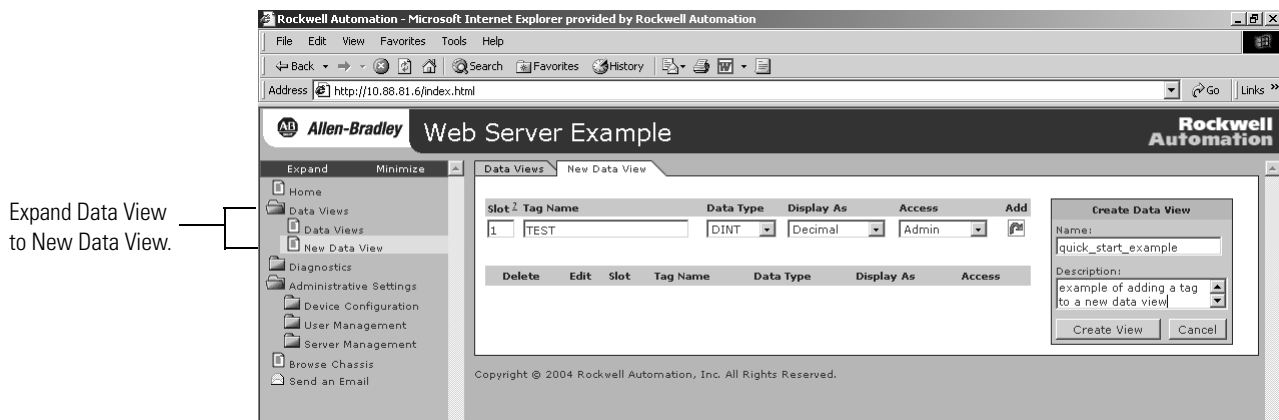 Rockwell Automation - Microsoft Internet Explorer provided by Rockwell Automation
File Edit View Favorites Tools Help
Back Search Favorites History
Address http://10.88.81.6/index.html Go Links »
AB Allen-Bradley Web Server Example Rockwell Automation
Expand Minimize
Home
Data Views
Data Views
New Data View
Diagnostics
Administrative Settings
Device Configuration
User Management
Server Management
Browse Chassis
Send an Email
Expand Data View
to New Data View.
Data Views New Data View
Slot ? Tag Name Data Type Display As Access Add
1 TEST DINT Decimal Admin
Delete Edit Slot Tag Name Data Type Display As Access
Create Data View
Name:
quick_start_example
Description:
example of adding a tag
to a new data view
Create View Cancel
Copyright © 2004 Rockwell Automation, Inc. All Rights Reserved.